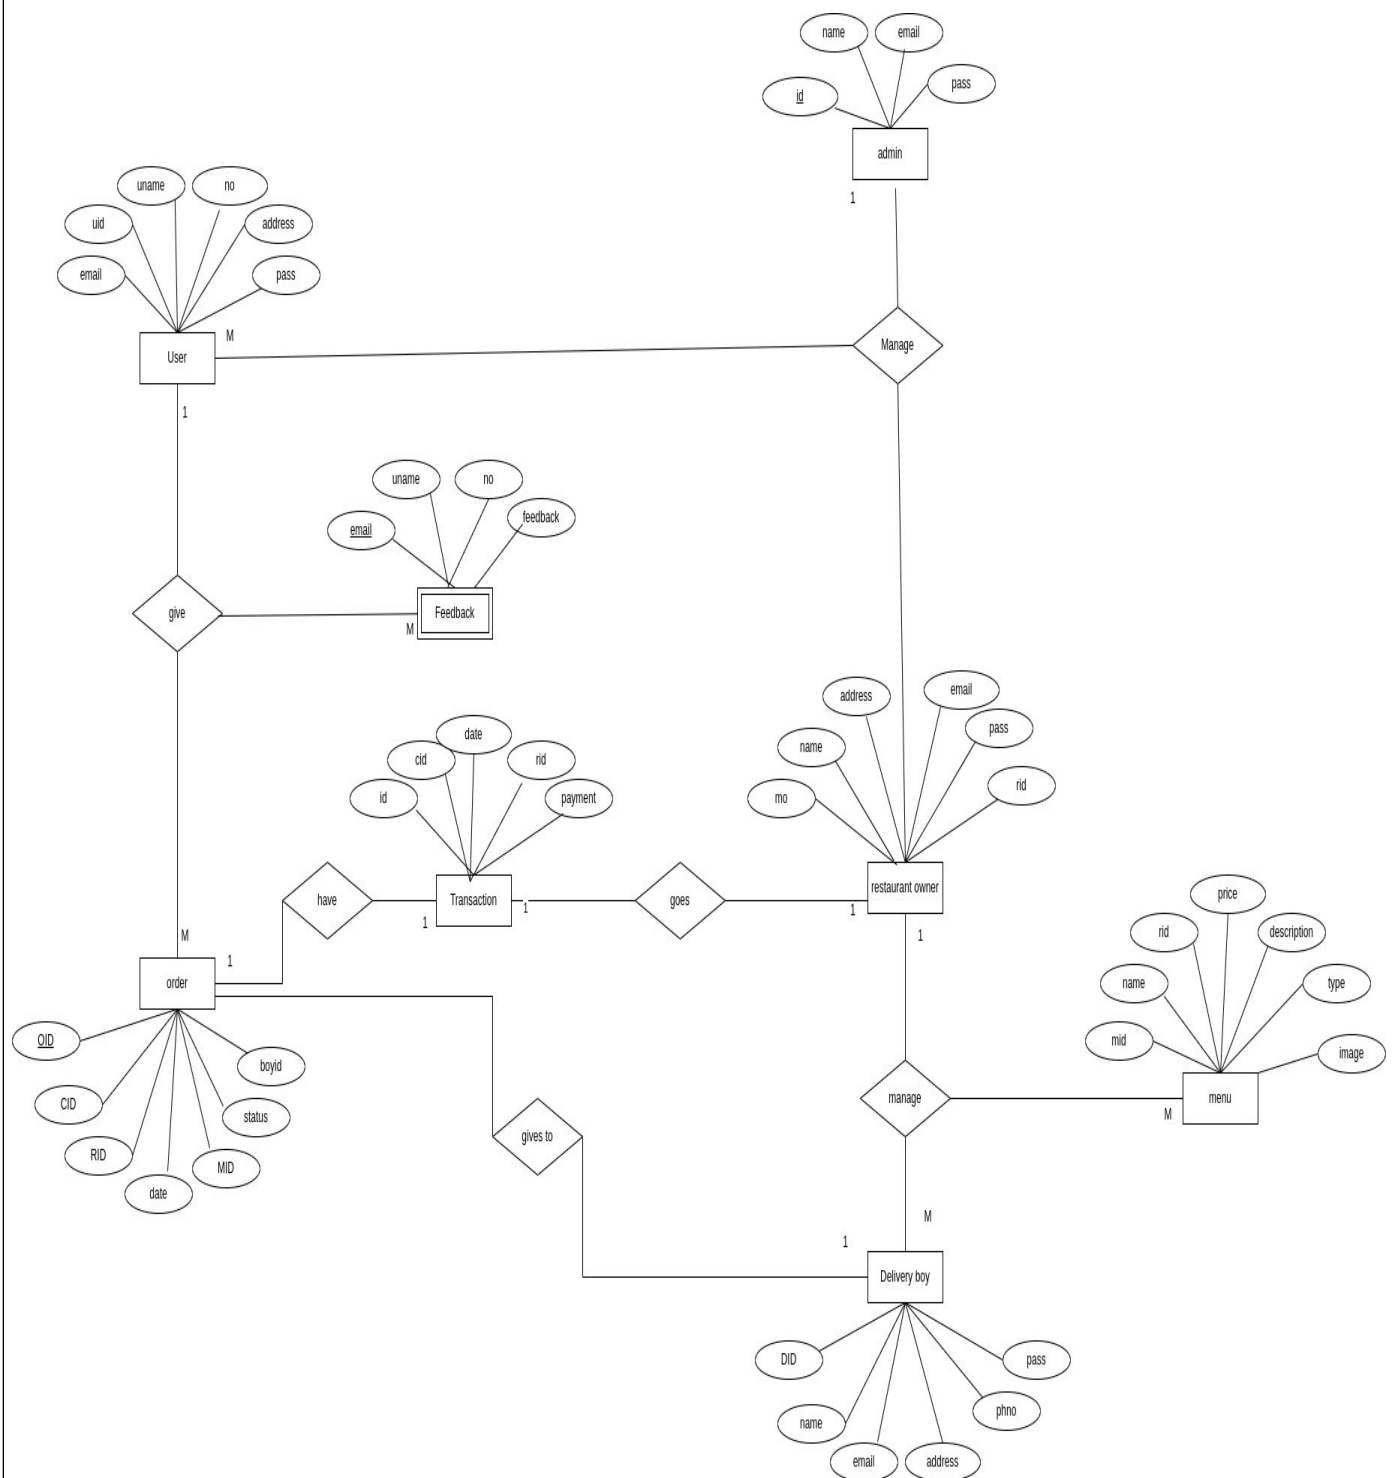 name
email
id
pass
admin
1
uname
no
uid
address
email
pass
M
User
Manage
1
uname
no
email
feedback
give
Feedback
M
address
email
date
pass
name
cid
rid
rid
id
payment
mo
have
Transaction
goes
restaurant owner
1
1
1
1
M
1
price
rid
description
order
name
type
OID
mid
image
boyid
CID
status
manage
menu
M
RID
MID
date
gives to
M
1
Delivery boy
DID
pass
name
phno
email
address